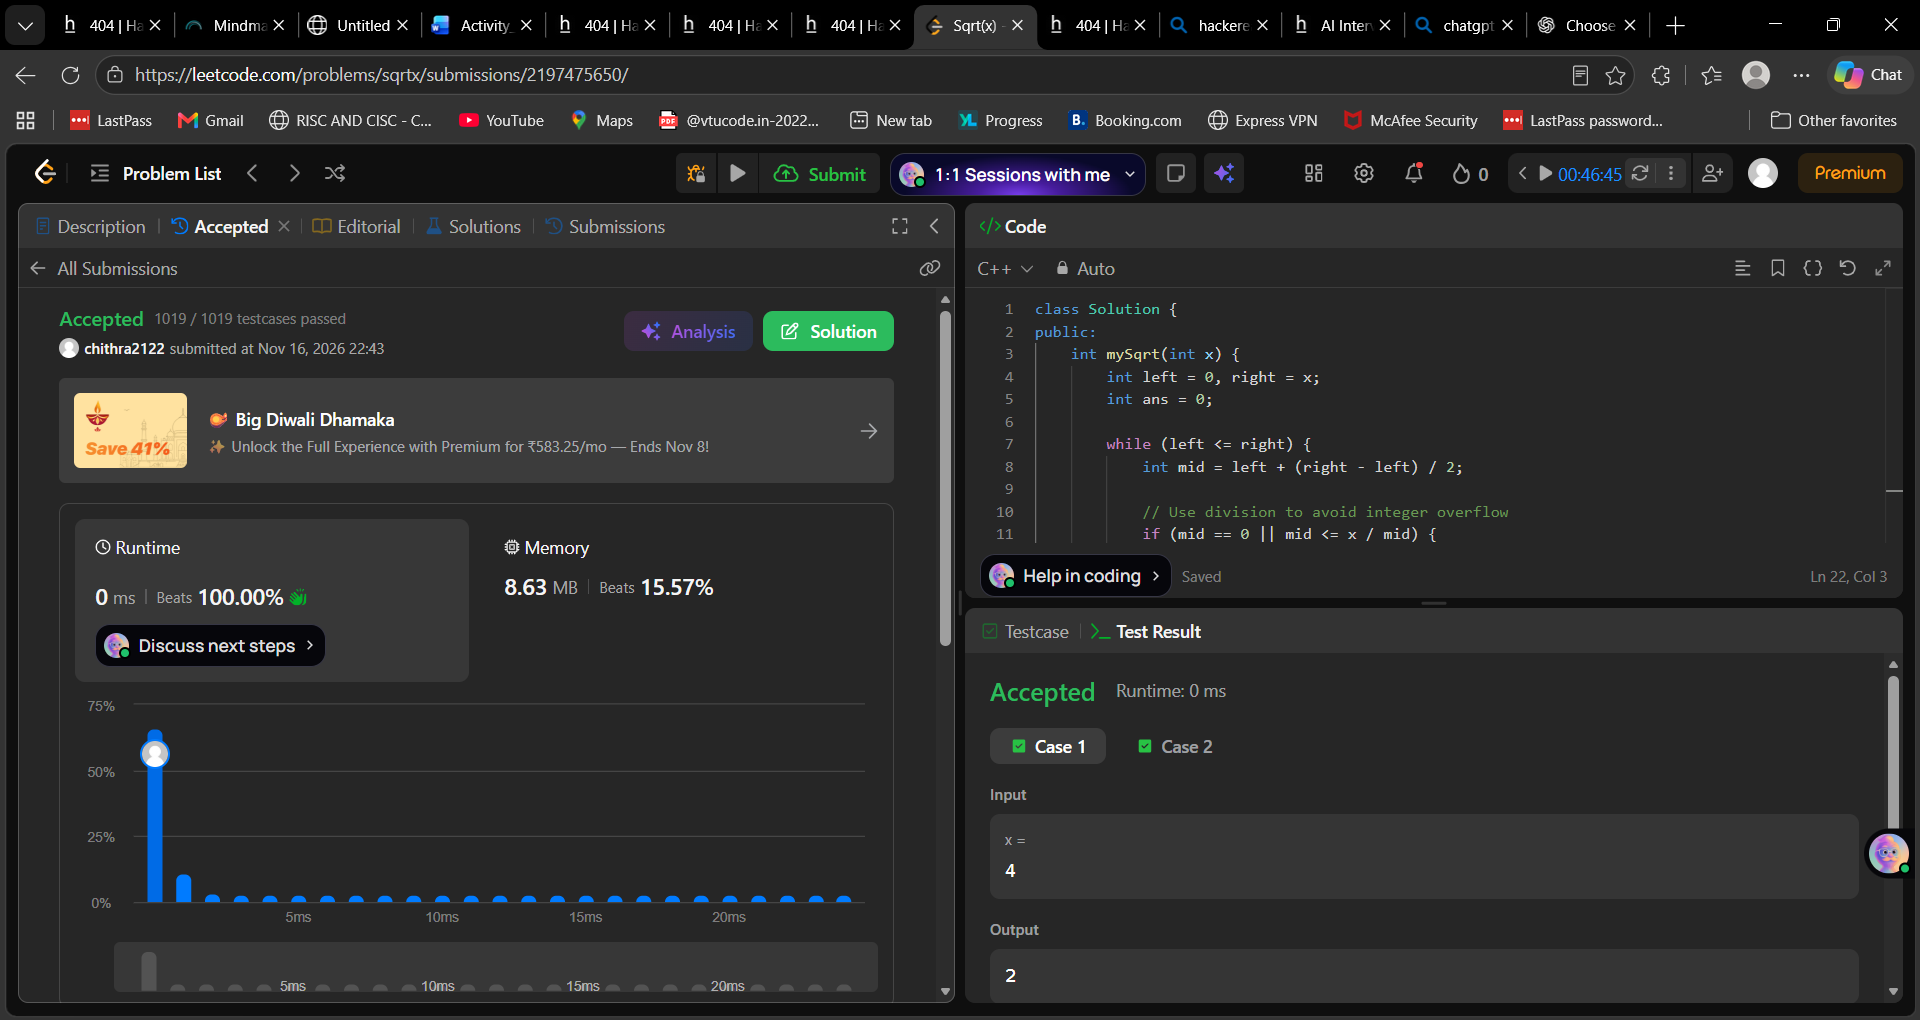 404 | Ha
Mindma
Untitled
Activity_
404 | Ha
404 | Ha
404 | Ha
Sqrt(x) -
404 | Ha
hackere
AI Inter
chatgpt
Choose
https://leetcode.com/problems/sqrtx/submissions/2197475650/
Chat
LastPass
Gmail
RISC AND CISC - C...
YouTube
Maps
@vtucode.in-2022...
New tab
Progress
Booking.com
Express VPN
McAfee Security
LastPass password...
Other favorites
Problem List
Submit
1:1 Sessions with me
0
00:46:45
Premium
Description
Accepted
Editorial
Solutions
Submissions
All Submissions
Accepted 1019 / 1019 testcases passed
chithra2122 submitted at Nov 16, 2026 22:43
Analysis
Solution
Save 41%
Big Diwali Dhamaka
Unlock the Full Experience with Premium for ₹583.25/mo — Ends Nov 8!
Runtime
0 ms | Beats 100.00%
Discuss next steps
Memory
8.63 MB | Beats 15.57%
75%
50%
25%
0%
5ms
10ms
15ms
20ms
5ms
10ms
15ms
20ms
</> Code
C++
Auto
1 class Solution {
2 public:
3 int mySqrt(int x) {
4 int left = 0, right = x;
5 int ans = 0;
6
7 while (left <= right) {
8 int mid = left + (right - left) / 2;
9
10 // Use division to avoid integer overflow
11 if (mid == 0 || mid <= x / mid) {
Help in coding
Saved
Ln 22, Col 3
Testcase
Test Result
Accepted Runtime: 0 ms
Case 1
Case 2
Input
x =
4
Output
2